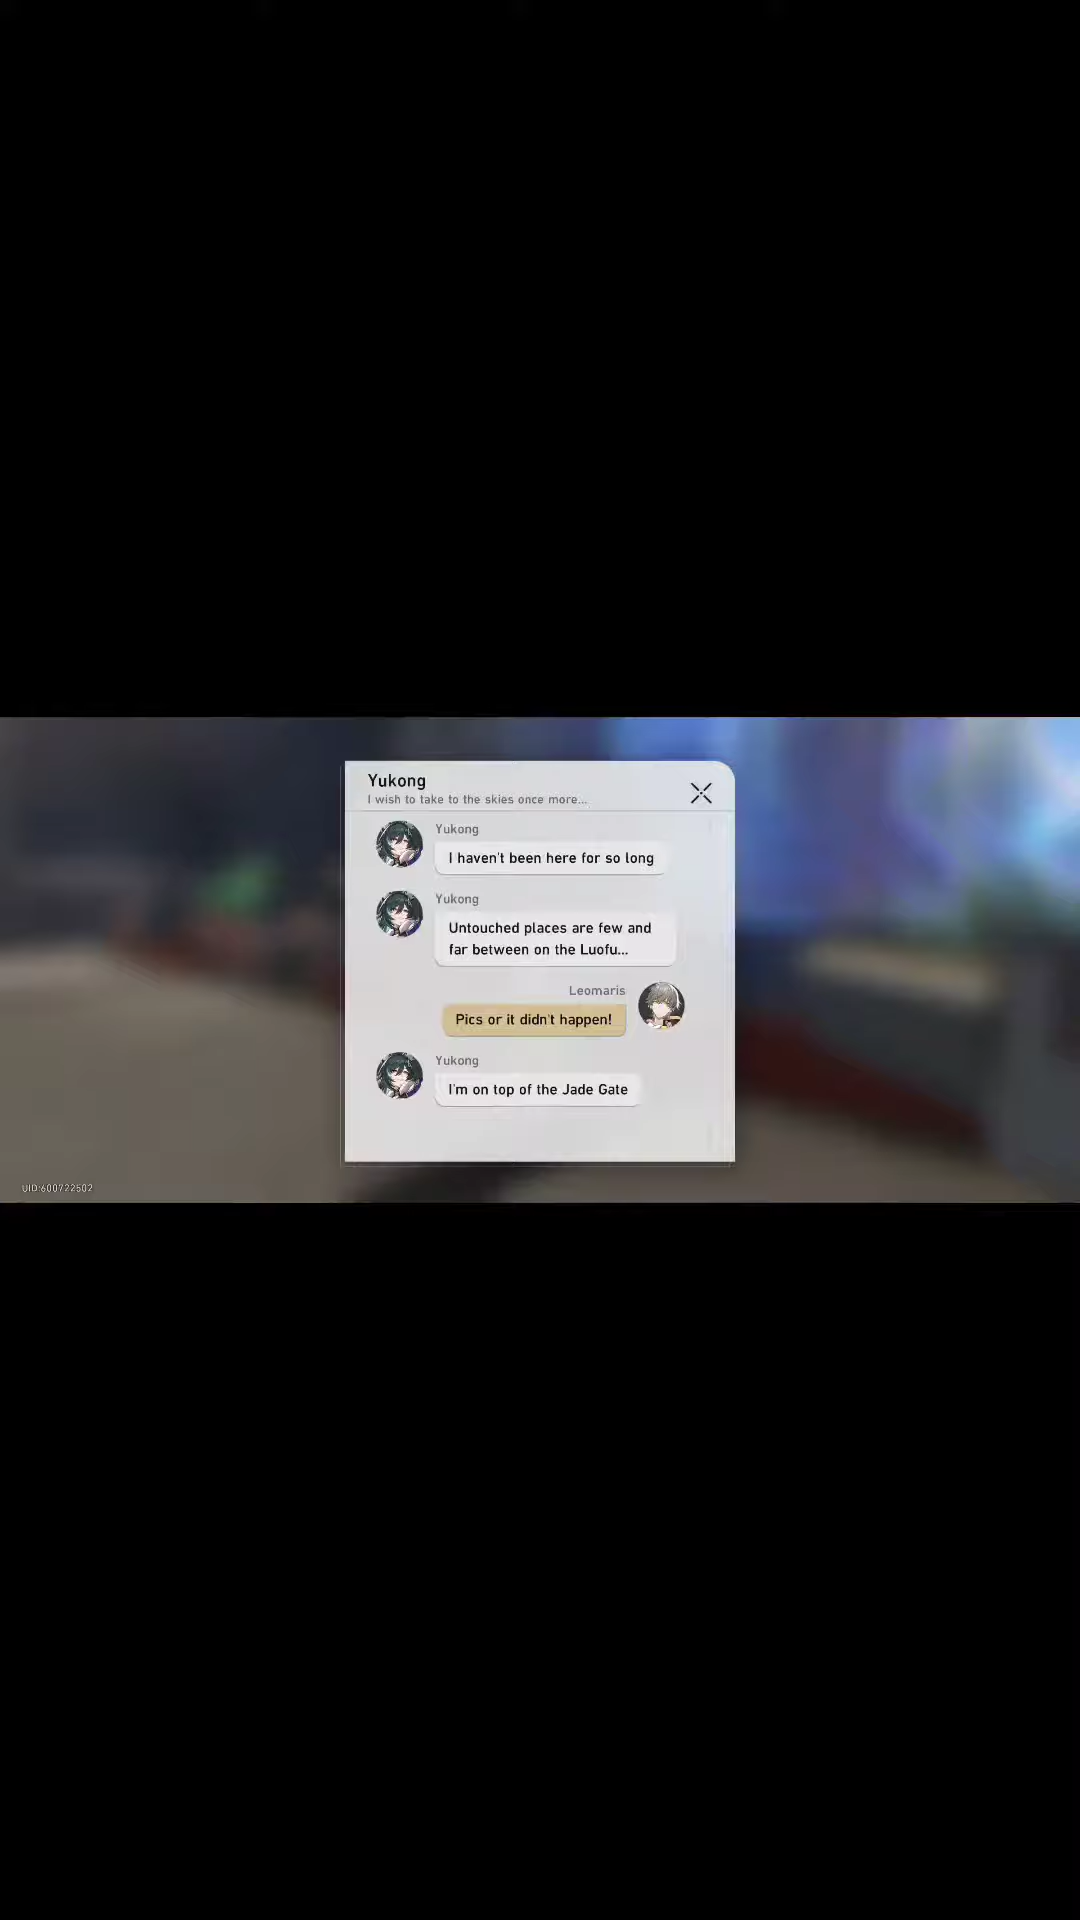 Yukong
I wish to take to the skies once more...
Yukong
I haven't been here for so long
Yukong
Untouched places are few and
far between on the Luofu...
Leomaris
Pics or it didn't happen!
Yukong
I'm on top of the Jade Gate
UID:600722502